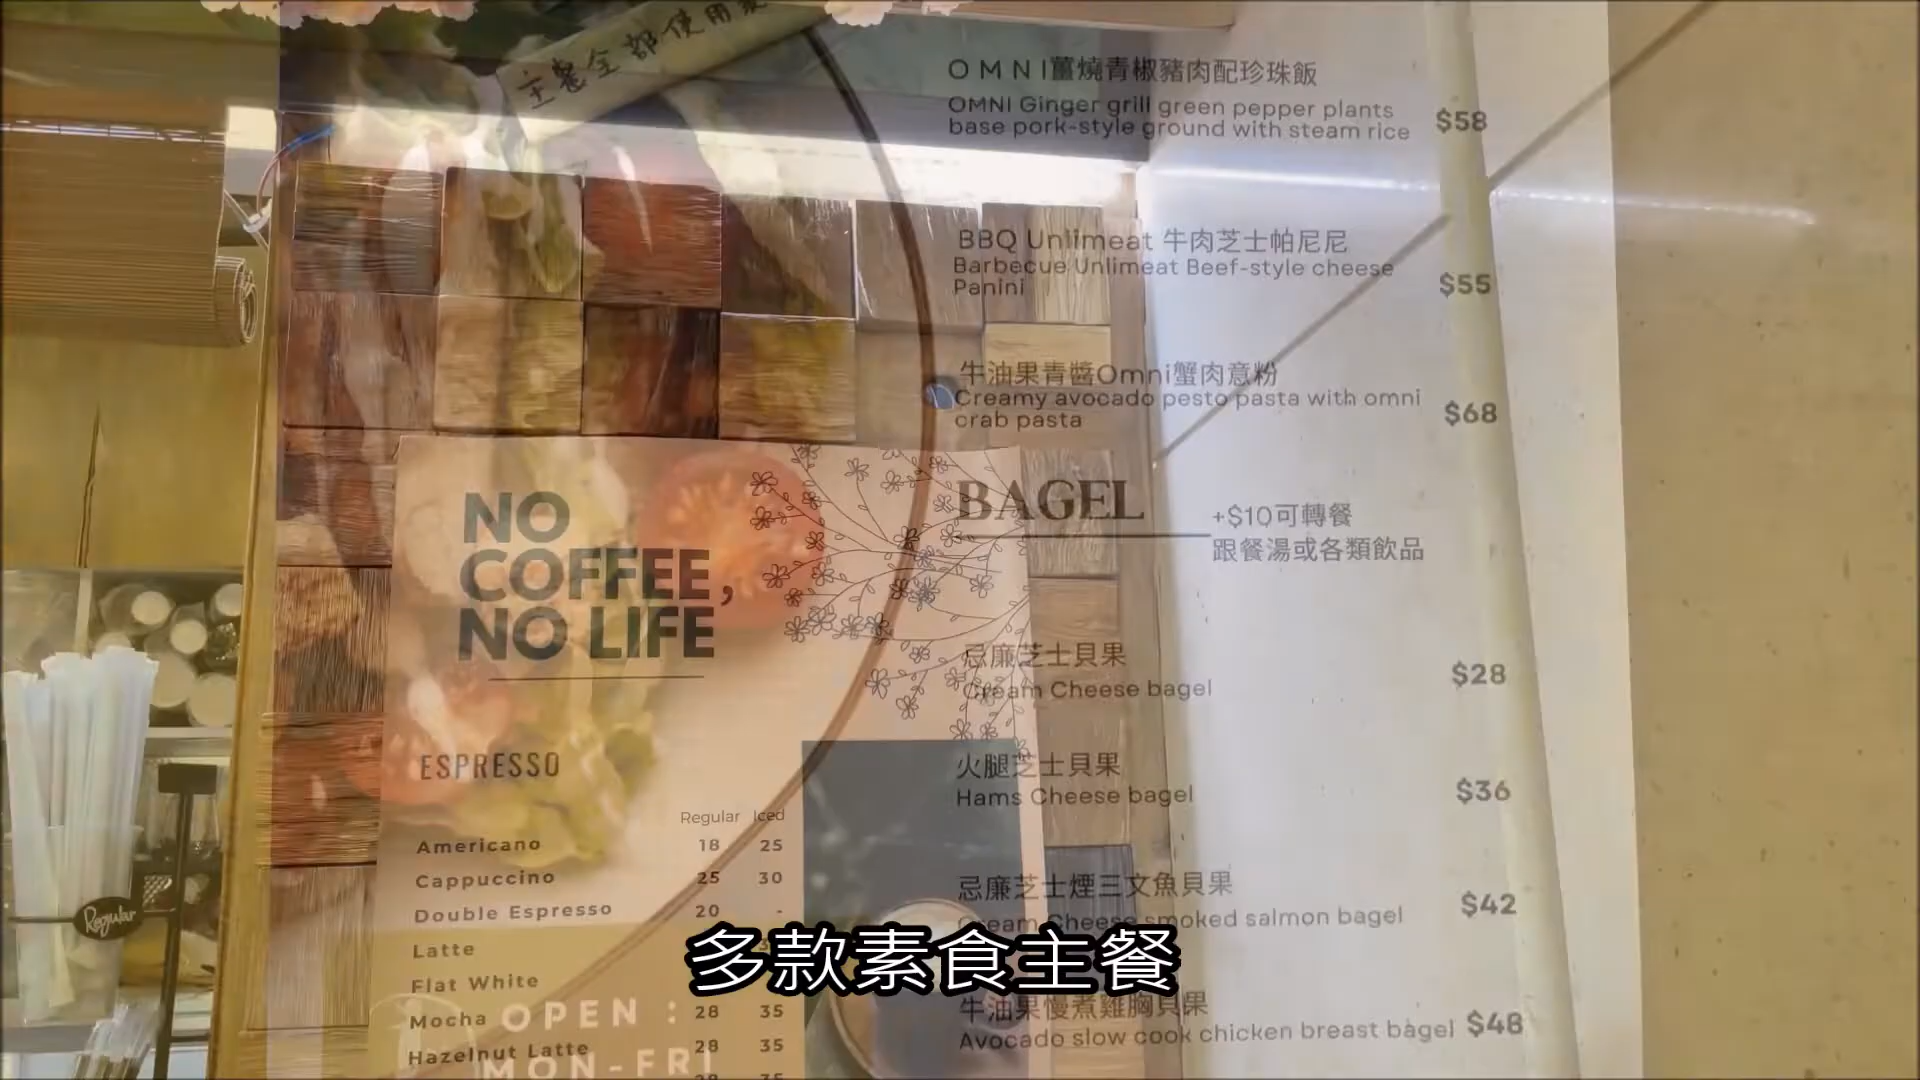 主餐全部使用素
OMNI薑燒青椒豬肉配珍珠飯
OMNI Ginger grill green pepper plants
base pork-style ground with steam rice
$58
BBQ Unlimeat 牛肉芝士帕尼尼
Barbecue Unlimeat Beef-style cheese
Panini
$55
牛油果青醬Omni蟹肉意粉
Creamy avocado pesto pasta with omni
crab pasta
$68
BAGEL
+$10可轉餐
跟餐湯或各類飲品
忌廉芝士貝果
Cream Cheese bagel
$28
火腿芝士貝果
Hams Cheese bagel
$36
忌廉芝士煙三文魚貝果
Cream Cheese smoked salmon bagel
$42
牛油果慢煮雞胸貝果
Avocado slow cook chicken breast bagel
$48
NO
COFFEE,
NO LIFE
ESPRESSO
Regular Iced
Americano 18 25
Cappuccino 25 30
Double Espresso 20 -
Latte
Flat White
Mocha 28 35
Hazelnut Latte 28 35
OPEN :
MON-FRI
Regular
多款素食主餐